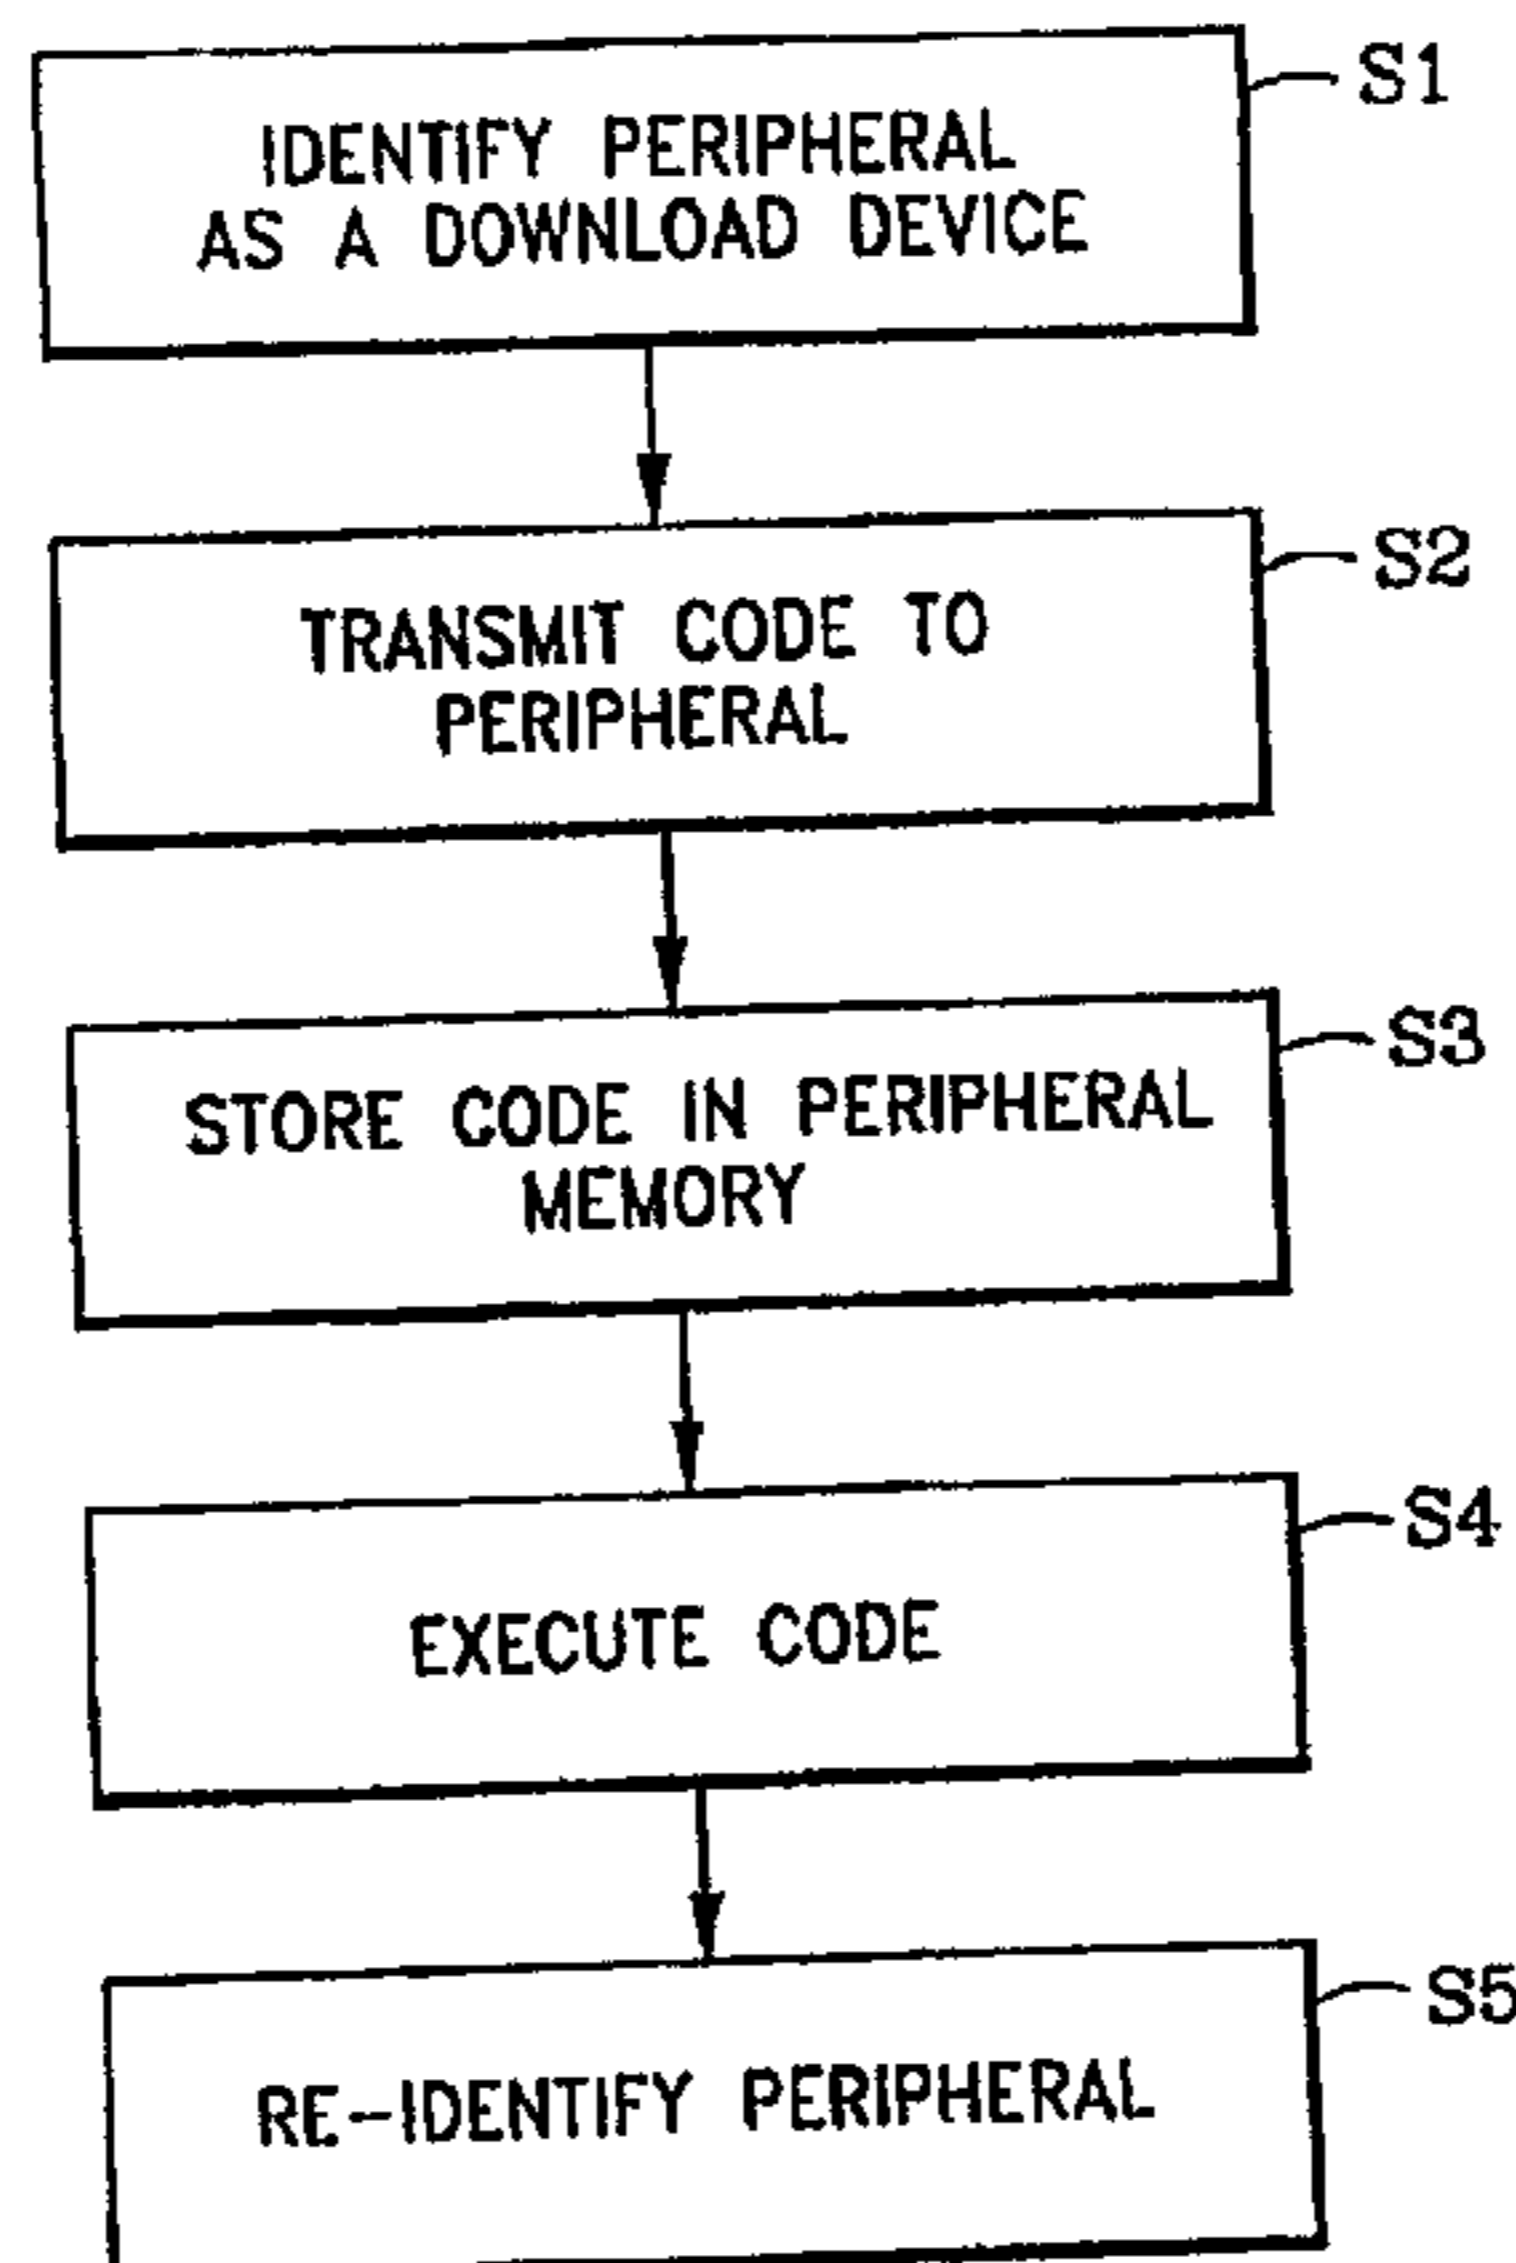 S1
IDENTIFY PERIPHERAL
AS A DOWNLOAD DEVICE
S2
TRANSMIT CODE TO
PERIPHERAL
S3
STORE CODE IN PERIPHERAL
MEMORY
S4
EXECUTE CODE
S5
RE-IDENTIFY PERIPHERAL